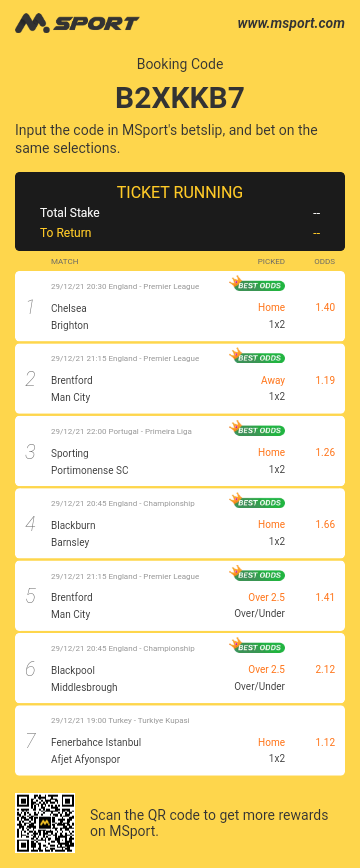 M.SPORT
www.msport.com
Booking Code
B2XKKB7
Input the code in MSport's betslip, and bet on the
same selections.
TICKET RUNNING
Total Stake --
To Return --
MATCH PICKED ODDS
29/12/21 20:30 England - Premier League BEST ODDS
1 Chelsea Home 1.40
Brighton 1x2
29/12/21 21:15 England - Premier League BEST ODDS
2 Brentford Away 1.19
Man City 1x2
29/12/21 22:00 Portugal - Primeira Liga BEST ODDS
3 Sporting Home 1.26
Portimonense SC 1x2
29/12/21 20:45 England - Championship BEST ODDS
4 Blackburn Home 1.66
Barnsley 1x2
29/12/21 21:15 England - Premier League BEST ODDS
5 Brentford Over 2.5 1.41
Man City Over/Under
29/12/21 20:45 England - Championship BEST ODDS
6 Blackpool Over 2.5 2.12
Middlesbrough Over/Under
29/12/21 19:00 Turkey - Turkiye Kupasi
7 Fenerbahce Istanbul Home 1.12
Afjet Afyonspor 1x2
Scan the QR code to get more rewards
on MSport.